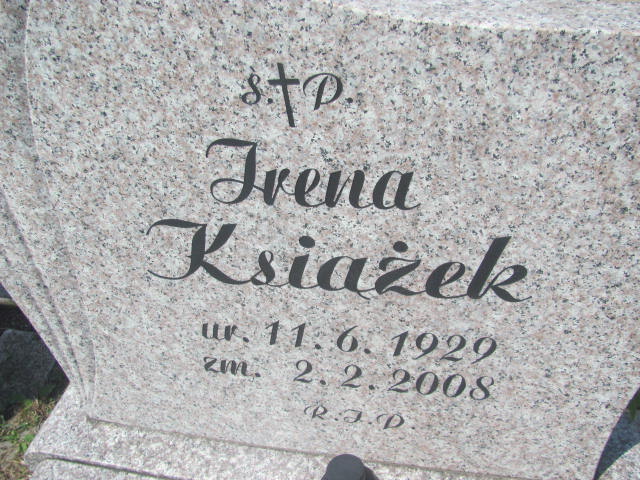 Ś.†P.
Irena
Książek
ur. 11. 6. 1929
zm. 2. 2. 2008
R.I.P.